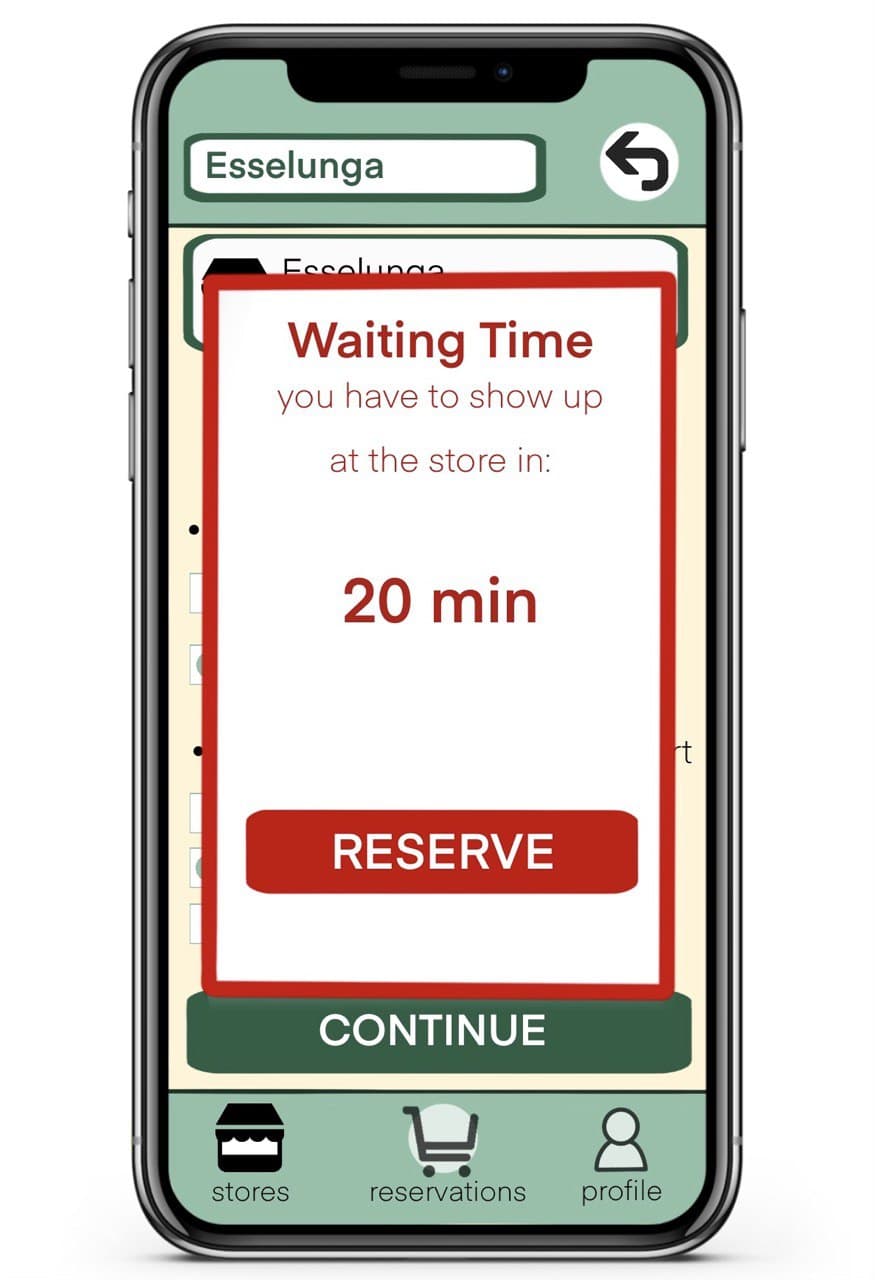 Esselunga
Esselunga
Waiting Time
you have to show up
at the store in:
20 min
RESERVE
CONTINUE
stores
reservations
profile